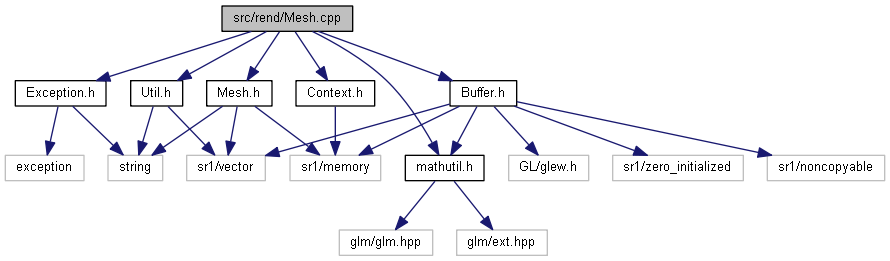 src/rend/Mesh.cpp
Exception.h
Util.h
Mesh.h
Context.h
Buffer.h
exception
string
sr1/vector
sr1/memory
mathutil.h
GL/glew.h
sr1/zero_initialized
sr1/noncopyable
glm/glm.hpp
glm/ext.hpp